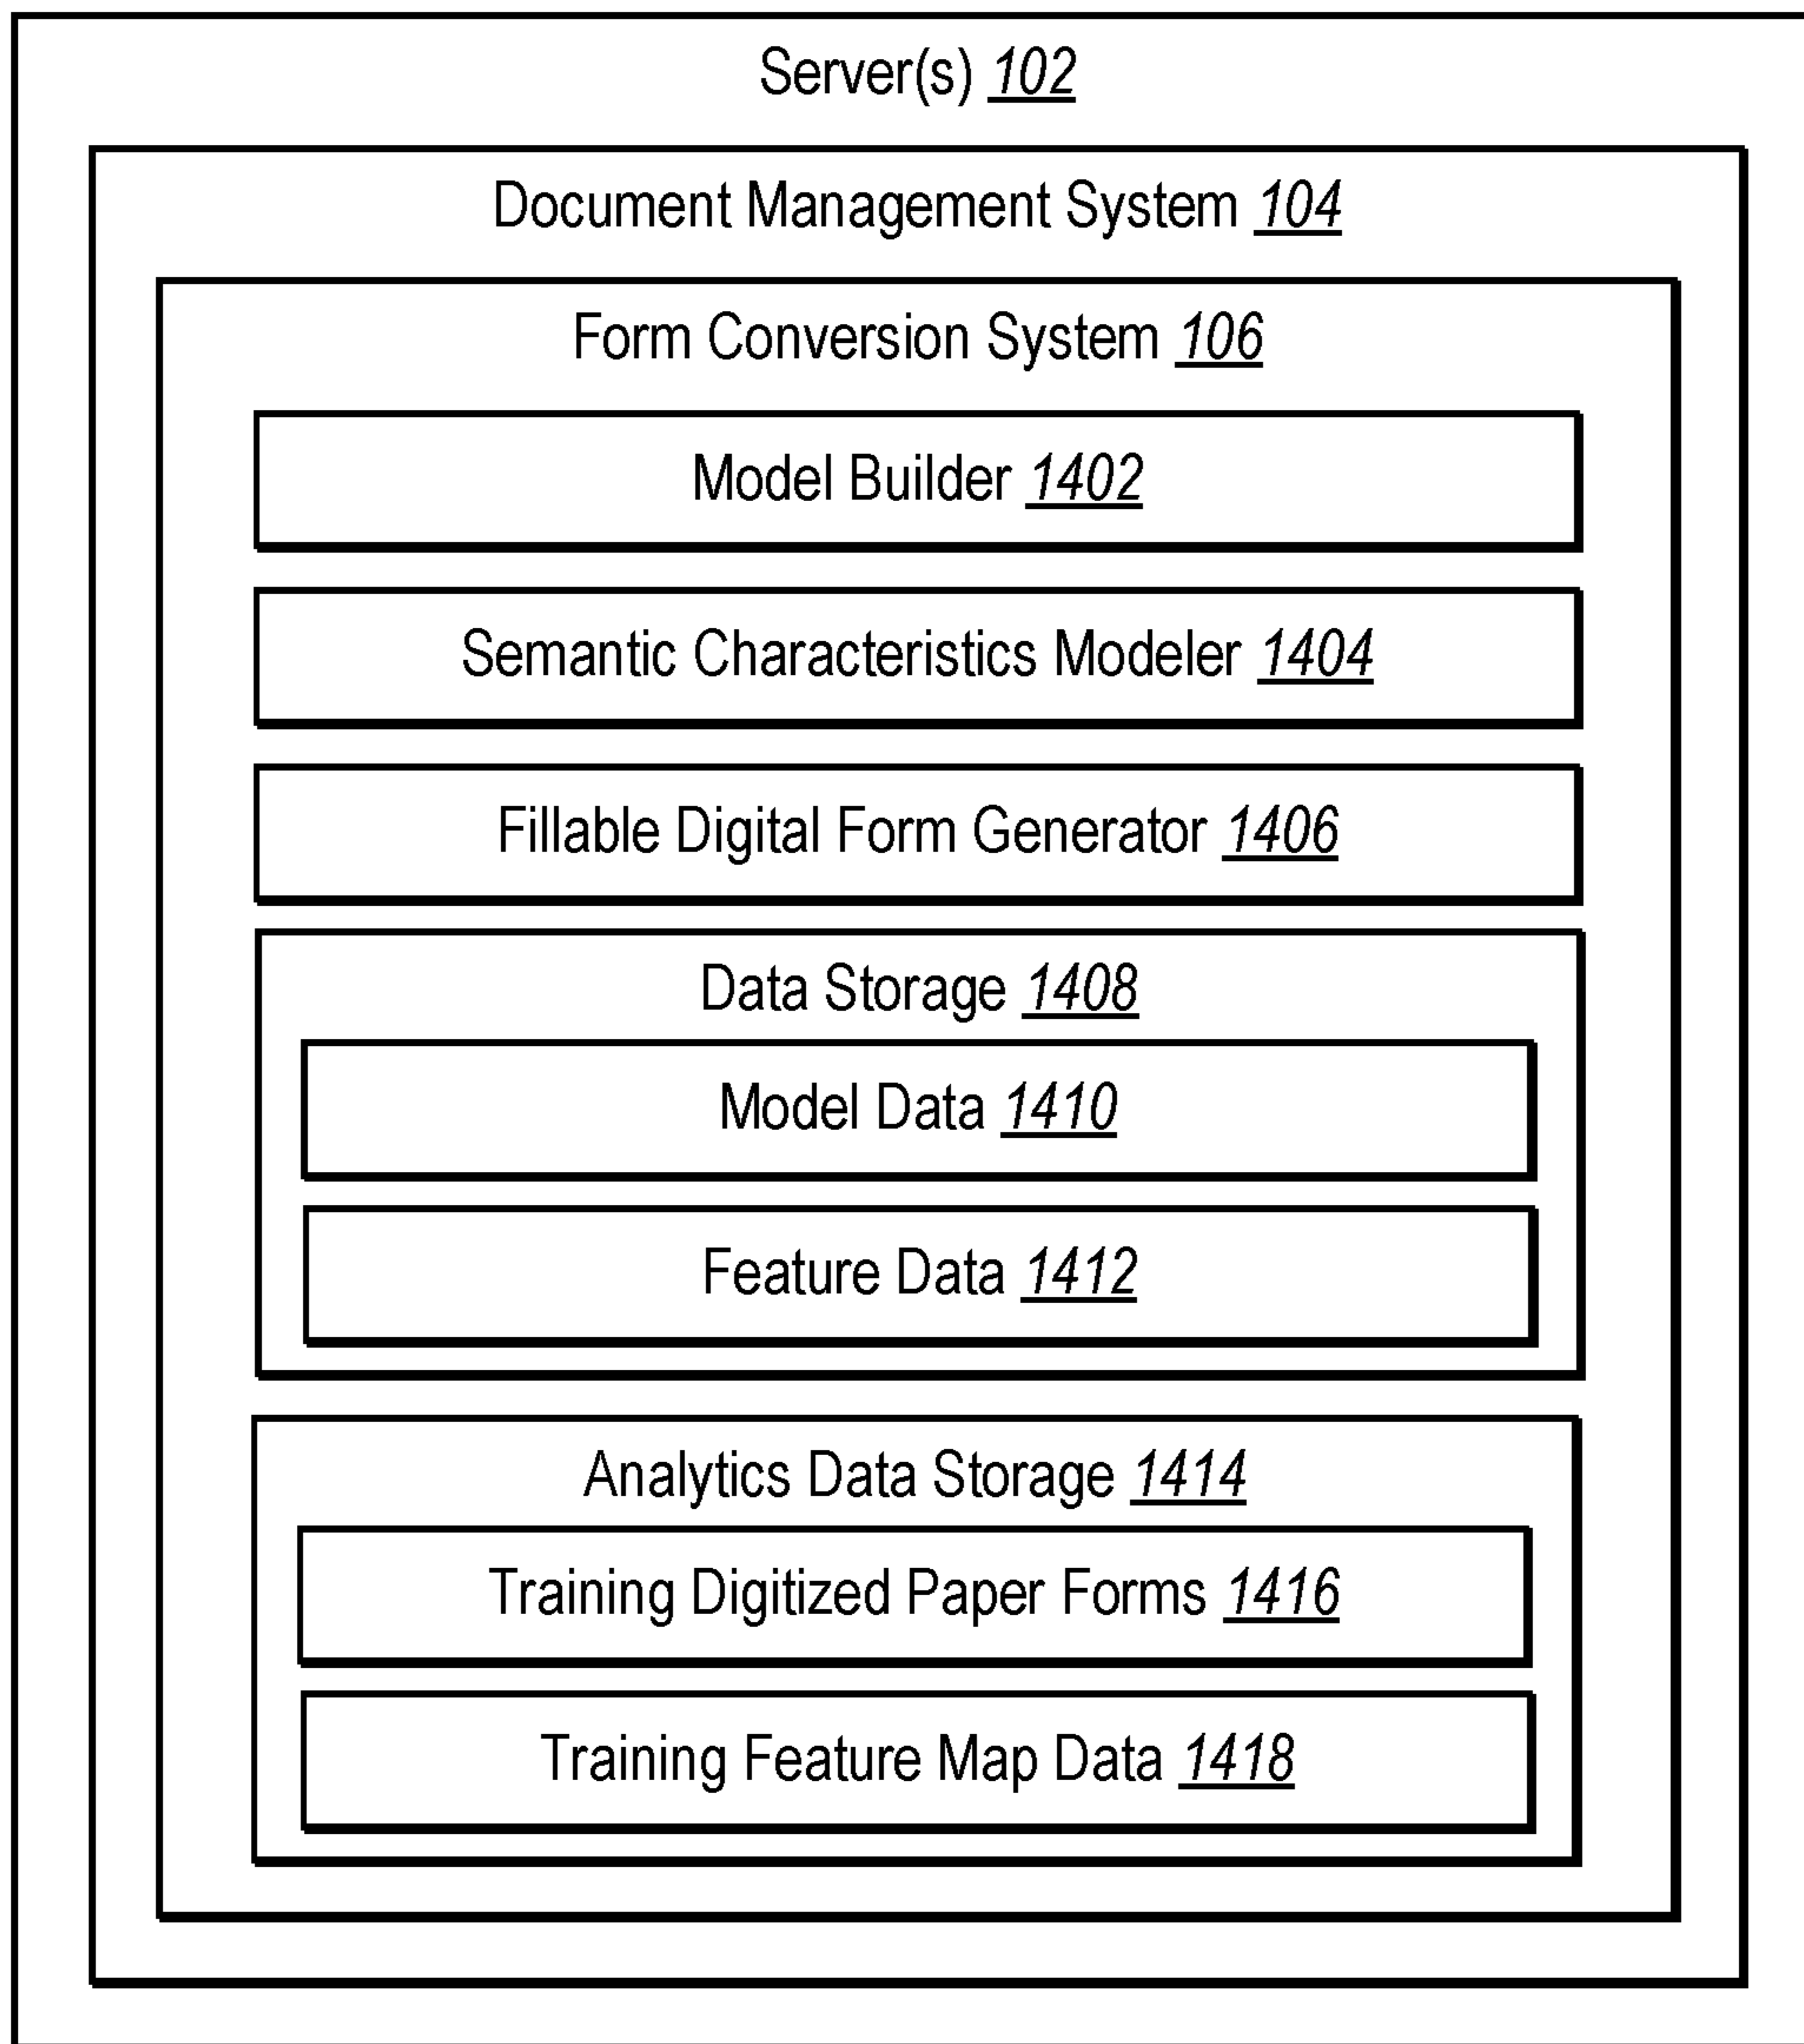 Server(s) 102
Document Management System 104
Form Conversion System 106
Model Builder 1402
Semantic Characteristics Modeler 1404
Fillable Digital Form Generator 1406
Data Storage 1408
Model Data 1410
Feature Data 1412
Analytics Data Storage 1414
Training Digitized Paper Forms 1416
Training Feature Map Data 1418